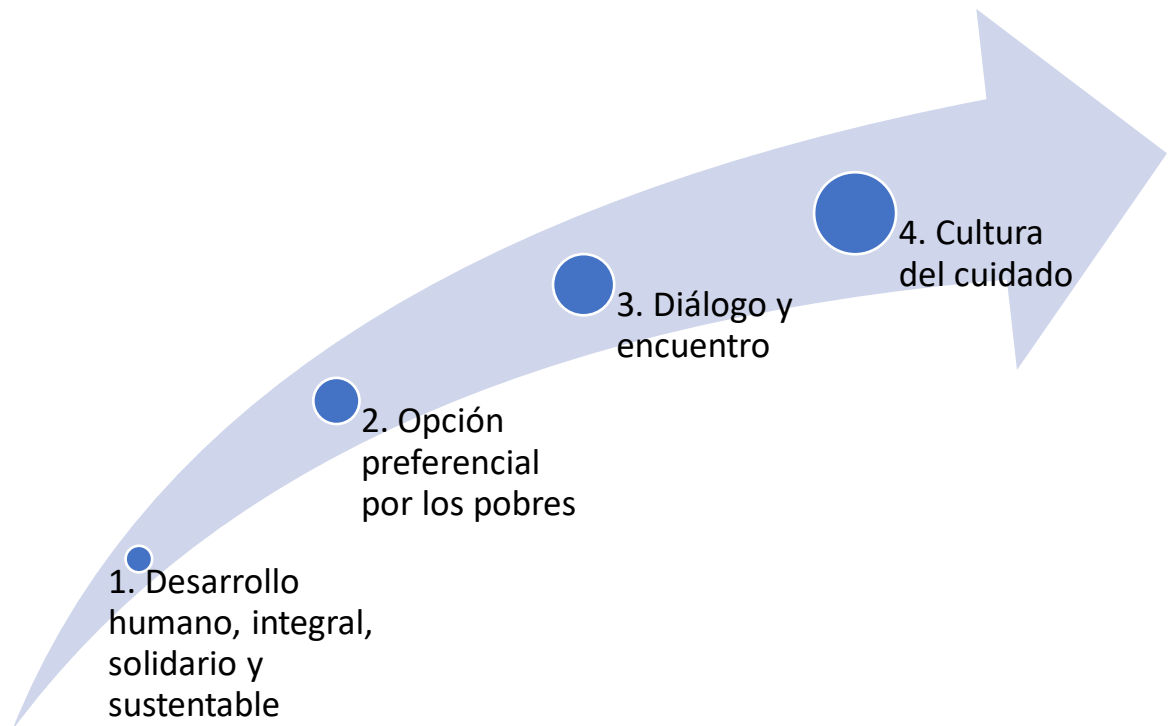 1. Desarrollo
humano, integral,
solidario y
sustentable
2. Opción
preferencial
por los pobres
3. Diálogo y
encuentro
4. Cultura
del cuidado